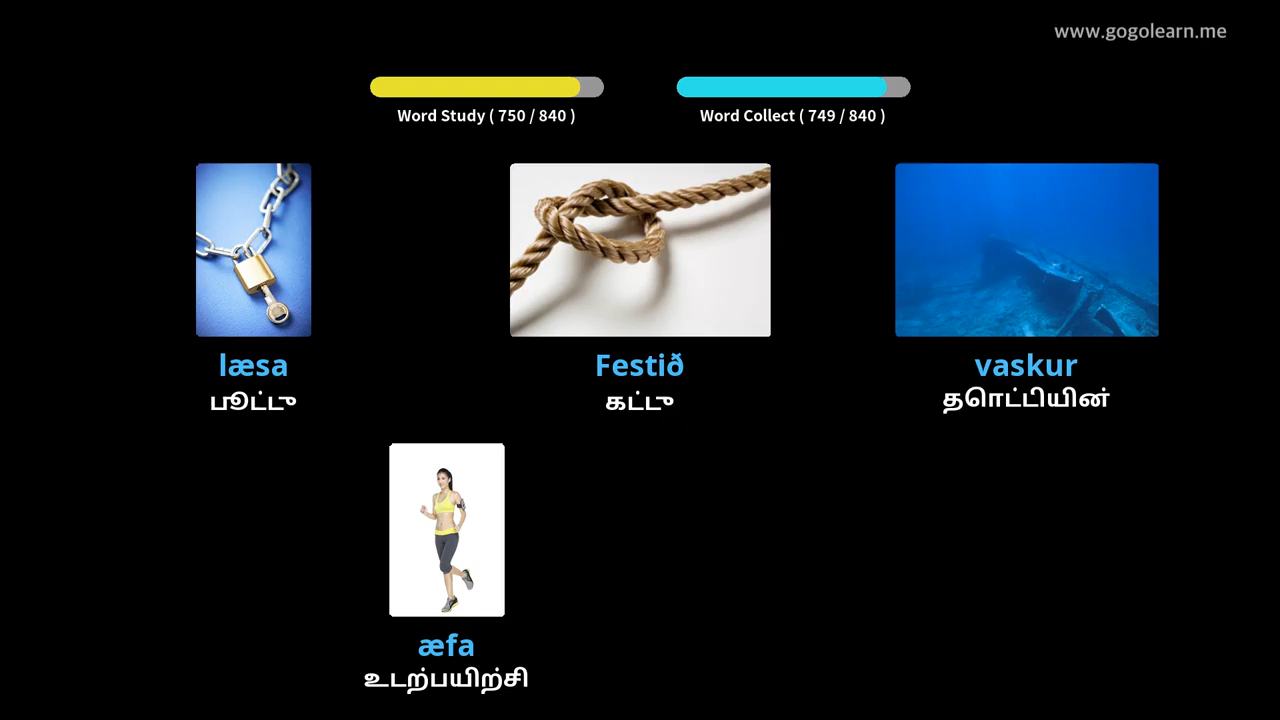 www.gogolearn.me
Word Study ( 750 / 840 )
Word Collect ( 749 / 840 )
læsa
பூட்டு
Festið
கட்டு
vaskur
தொட்டியின்
æfa
உடற்பயிற்சி